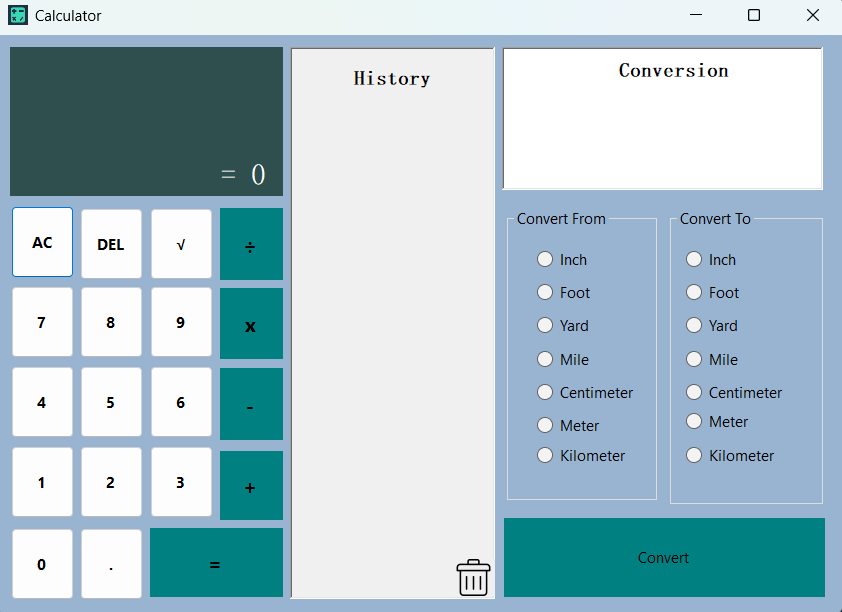 Calculator
= 0
AC DEL √ ÷
7 8 9 x
4 5 6 -
1 2 3 +
0 . =
History
Conversion
Convert From
Inch
Foot
Yard
Mile
Centimeter
Meter
Kilometer
Convert To
Inch
Foot
Yard
Mile
Centimeter
Meter
Kilometer
Convert